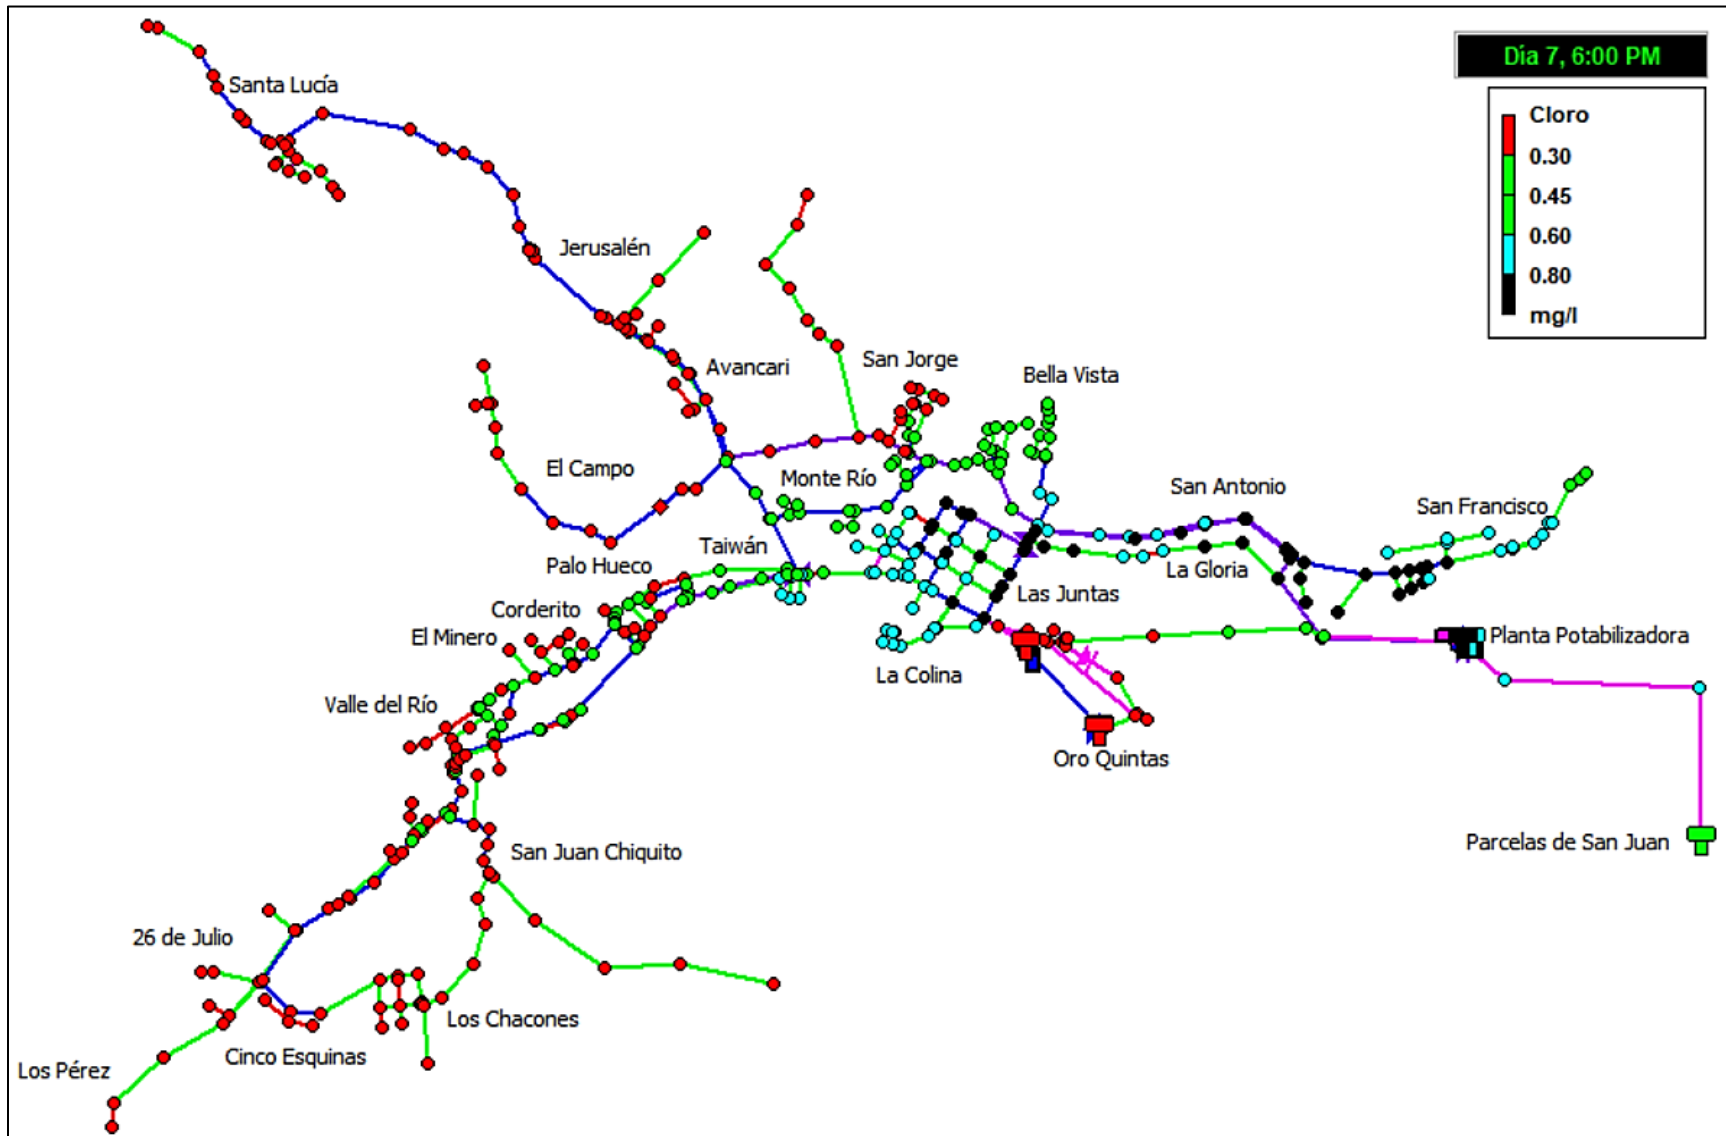 Día 7, 6:00 PM
Cloro
0.30
0.45
0.60
0.80
mg/l
Santa Lucía
Jerusalén
Avancari
San Jorge
Bella Vista
El Campo
Monte Río
San Antonio
San Francisco
Taiwán
Palo Hueco
La Gloria
Las Juntas
Corderito
El Minero
Planta Potabilizadora
La Colina
Valle del Río
Oro Quintas
Parcelas de San Juan
San Juan Chiquito
26 de Julio
Los Chacones
Cinco Esquinas
Los Pérez